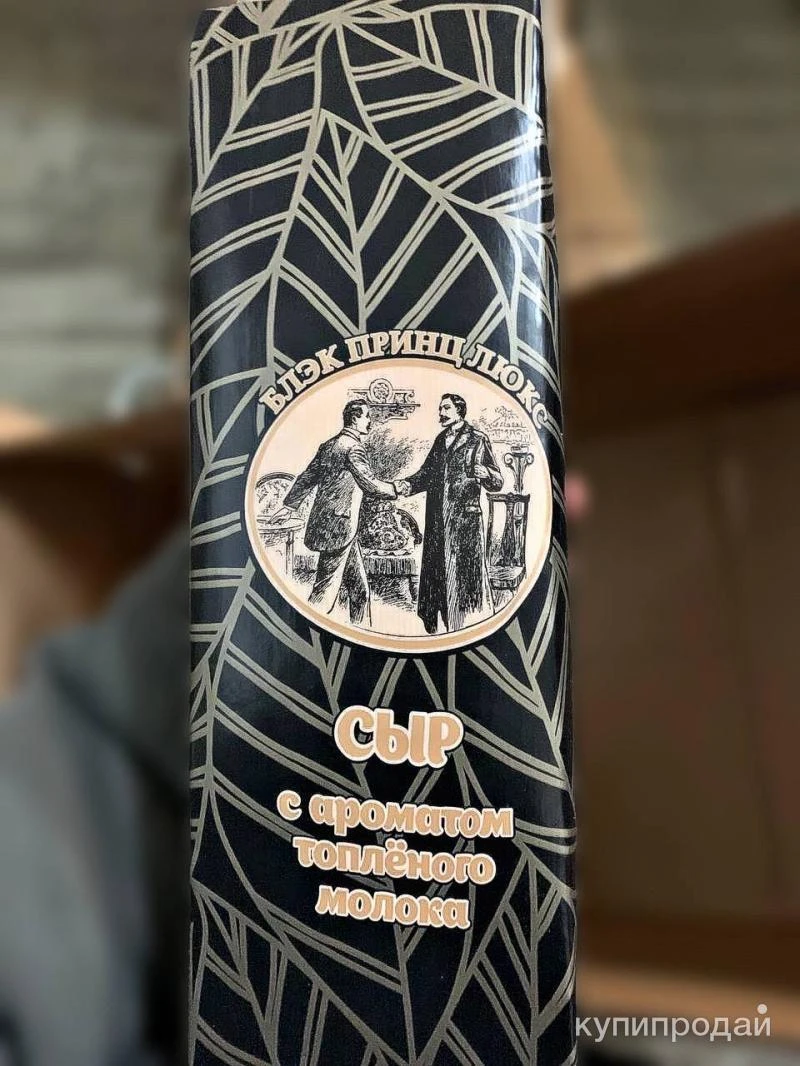 БЛЭК ПРИНЦ ЛЮКС
СЫР
с ароматом
топлёного
молока
купипродай